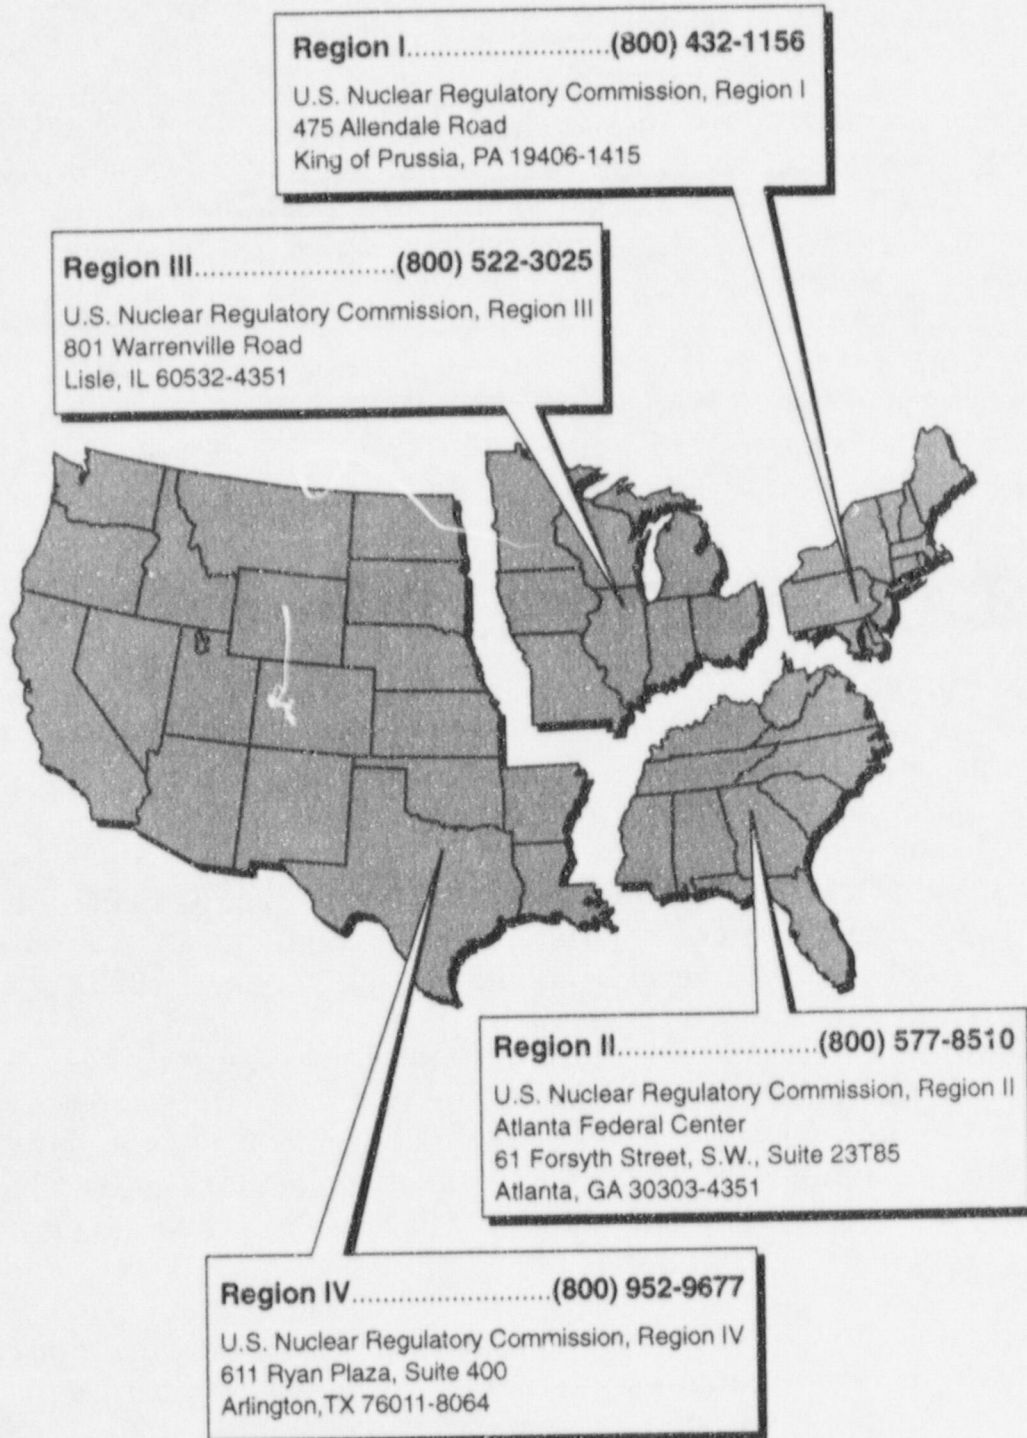 Region I.........................(800) 432-1156
U.S. Nuclear Regulatory Commission, Region I
475 Allendale Road
King of Prussia, PA 19406-1415
Region III.........................(800) 522-3025
U.S. Nuclear Regulatory Commission, Region III
801 Warrenville Road
Lisle, IL 60532-4351
Region II.........................(800) 577-8510
U.S. Nuclear Regulatory Commission, Region II
Atlanta Federal Center
61 Forsyth Street, S.W., Suite 23T85
Atlanta, GA 30303-4351
Region IV.........................(800) 952-9677
U.S. Nuclear Regulatory Commission, Region IV
611 Ryan Plaza, Suite 400
Arlington,TX 76011-8064